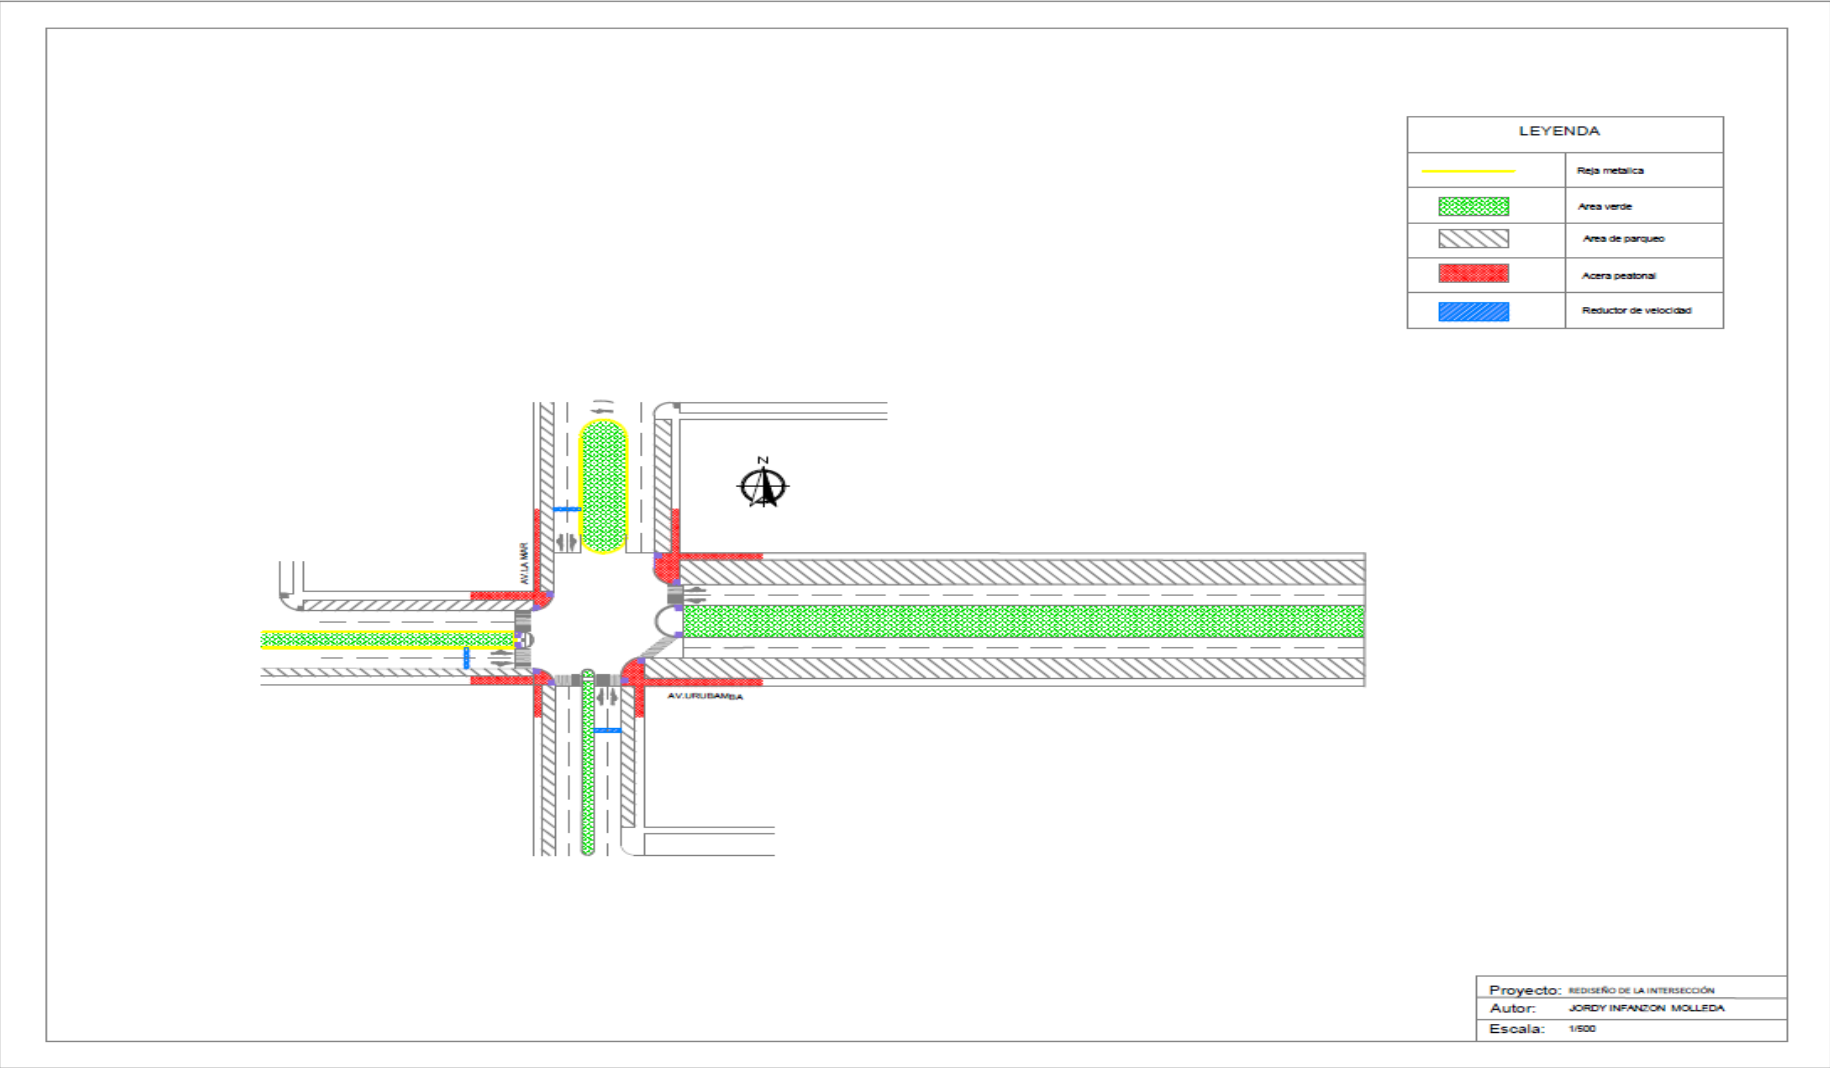 LEYENDA
Reja metalica
Area verde
Area de parqueo
Acera peatonal
Reductor de velocidad
N
AV.LA MAR
AV.URUBAMBA
Proyecto: REDISEÑO DE LA INTERSECCIÓN
Autor: JORDY INFANZON MOLLEDA
Escala: 1/500